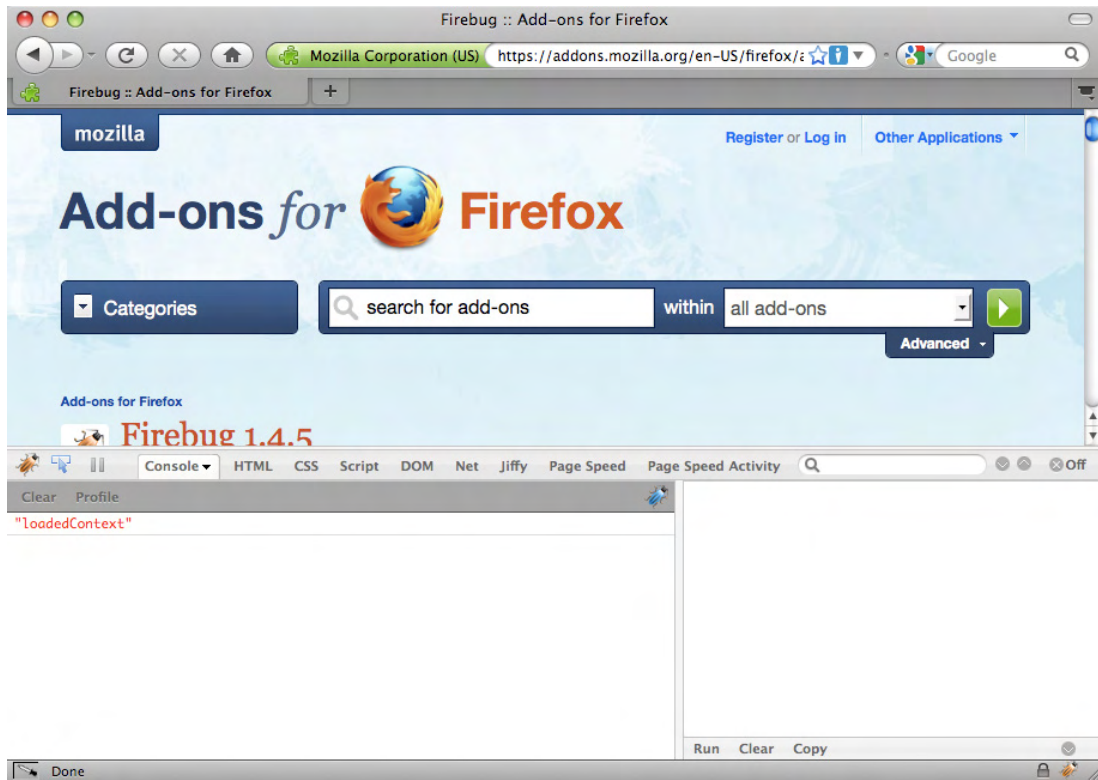 Firebug :: Add-ons for Firefox
Mozilla Corporation (US) https://addons.mozilla.org/en-US/firefox/a Google
Firebug :: Add-ons for Firefox +
mozilla Register or Log in Other Applications
Add-ons for Firefox
Categories search for add-ons within all add-ons
Advanced
Add-ons for Firefox
Firebug 1.4.5
Console HTML CSS Script DOM Net Jiffy Page Speed Page Speed Activity Off
Clear Profile
"loadedContext"
Run Clear Copy
Done